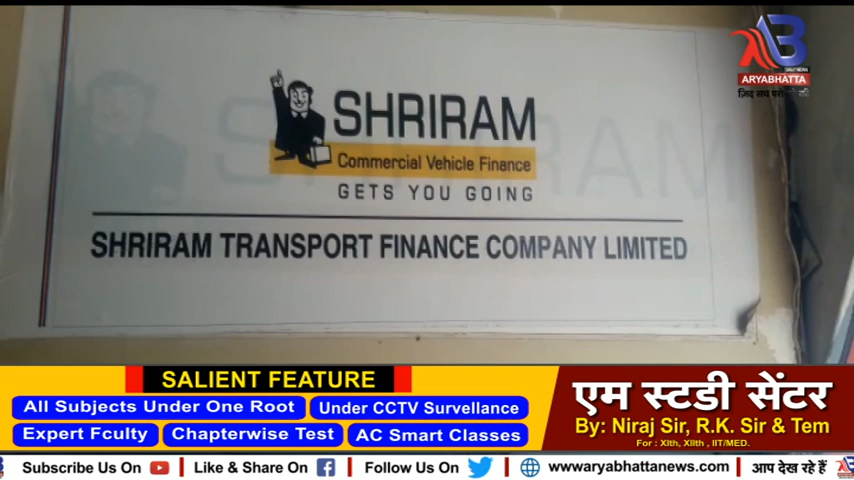 SHRIRAM
Commercial Vehicle Finance
GETS YOU GOING
SHRIRAM TRANSPORT FINANCE COMPANY LIMITED
ARYABHATTA
SALIENT FEATURE
All Subjects Under One Root
Under CCTV Survellance
Expert Fculty
Chapterwise Test
AC Smart Classes
एम स्टडी सेंटर
By: Niraj Sir, R.K. Sir & Tem
For : XIth, XIIth , IIT/MED.
Subscribe Us On
Like & Share On
Follow Us On
www.aryabhattanews.com
आप देख रहे हैं